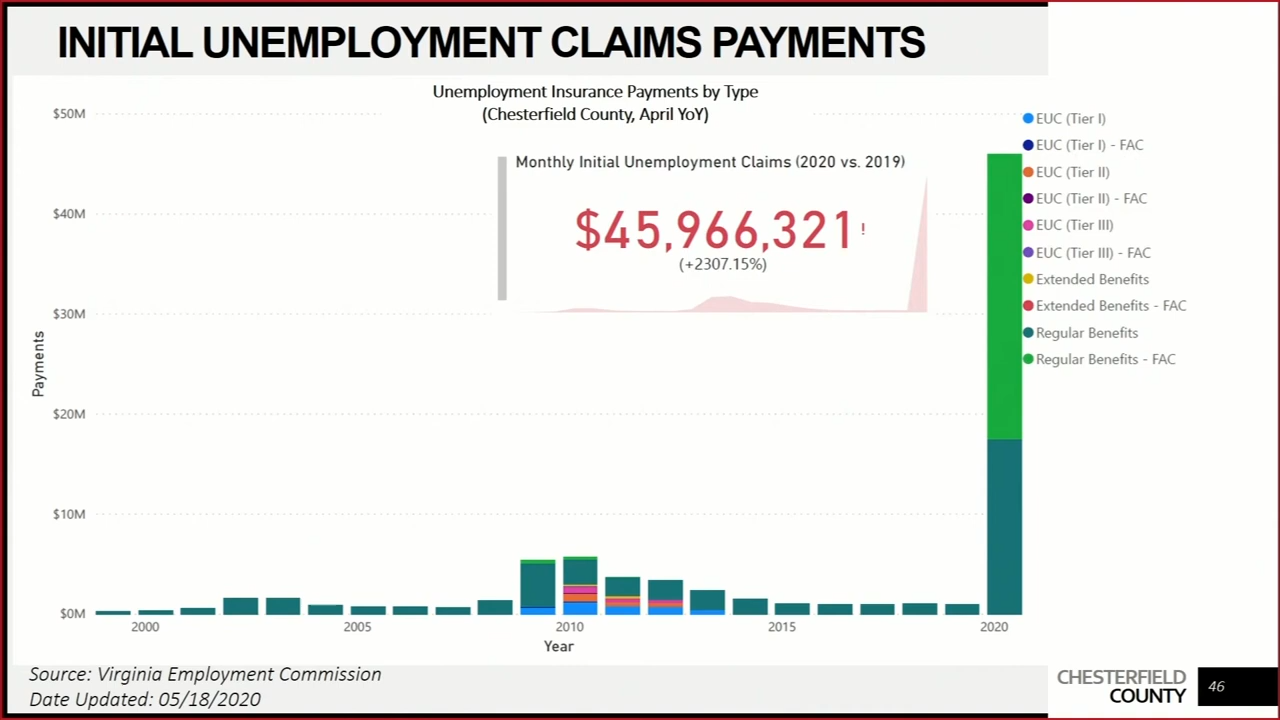 INITIAL UNEMPLOYMENT CLAIMS PAYMENTS
Unemployment Insurance Payments by Type
(Chesterfield County, April YoY)
Monthly Initial Unemployment Claims (2020 vs. 2019)
$45,966,321!
(+2307.15%)
$50M
$40M
$30M
$20M
$10M
$0M
Payments
2000
2005
2010
2015
2020
Year
EUC (Tier I)
EUC (Tier I) - FAC
EUC (Tier II)
EUC (Tier II) - FAC
EUC (Tier III)
EUC (Tier III) - FAC
Extended Benefits
Extended Benefits - FAC
Regular Benefits
Regular Benefits - FAC
Source: Virginia Employment Commission
Date Updated: 05/18/2020
CHESTERFIELD
COUNTY
46